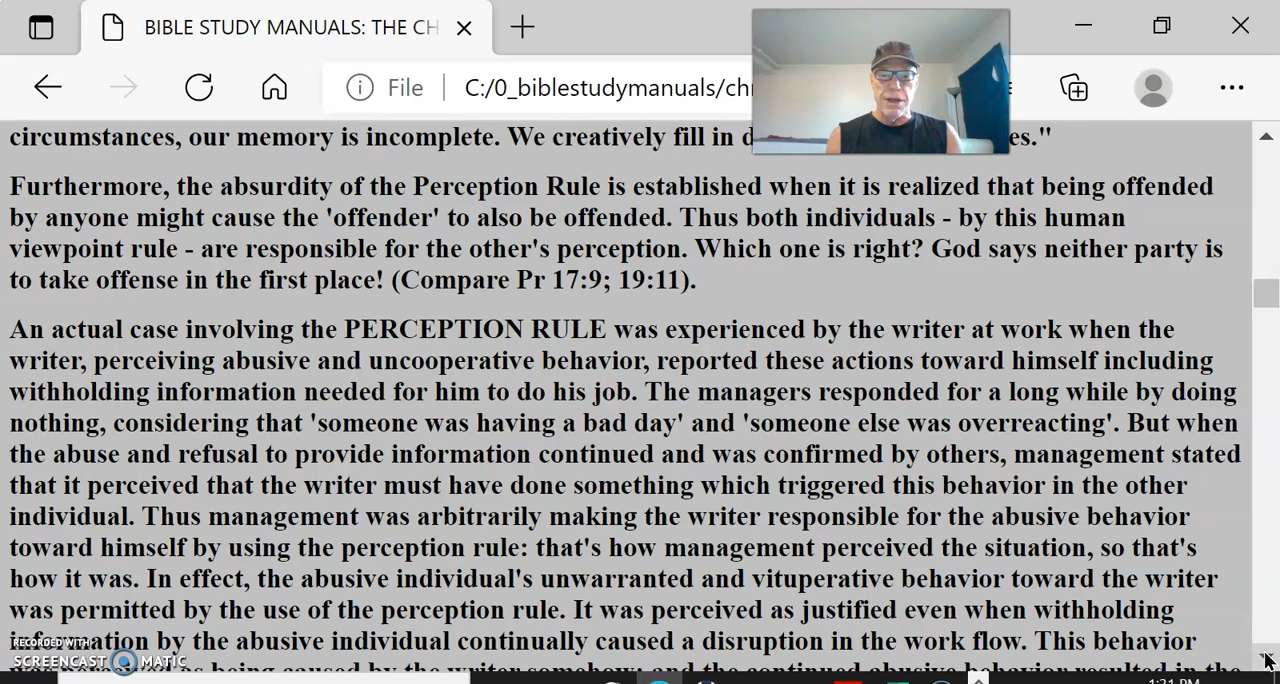 BIBLE STUDY MANUALS: THE CH
File C:/0_biblestudymanuals/chr
circumstances, our memory is incomplete. We creatively fill in d es."
Furthermore, the absurdity of the Perception Rule is established when it is realized that being offended
by anyone might cause the 'offender' to also be offended. Thus both individuals - by this human
viewpoint rule - are responsible for the other's perception. Which one is right? God says neither party is
to take offense in the first place! (Compare Pr 17:9; 19:11).
An actual case involving the PERCEPTION RULE was experienced by the writer at work when the
writer, perceiving abusive and uncooperative behavior, reported these actions toward himself including
withholding information needed for him to do his job. The managers responded for a long while by doing
nothing, considering that 'someone was having a bad day' and 'someone else was overreacting'. But when
the abuse and refusal to provide information continued and was confirmed by others, management stated
that it perceived that the writer must have done something which triggered this behavior in the other
individual. Thus management was arbitrarily making the writer responsible for the abusive behavior
toward himself by using the perception rule: that's how management perceived the situation, so that's
how it was. In effect, the abusive individual's unwarranted and vituperative behavior toward the writer
was permitted by the use of the perception rule. It was perceived as justified even when withholding
information by the abusive individual continually caused a disruption in the work flow. This behavior
RECORDED WITH
SCREENCAST MATIC
1:31 PM